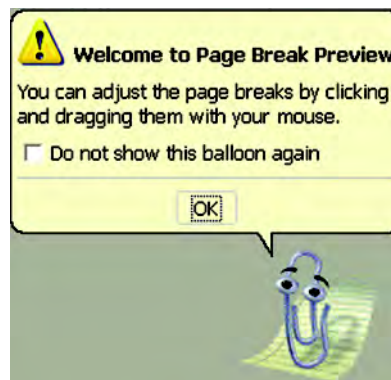 Welcome to Page Break Preview
You can adjust the page breaks by clicking
and dragging them with your mouse.
Do not show this balloon again
OK